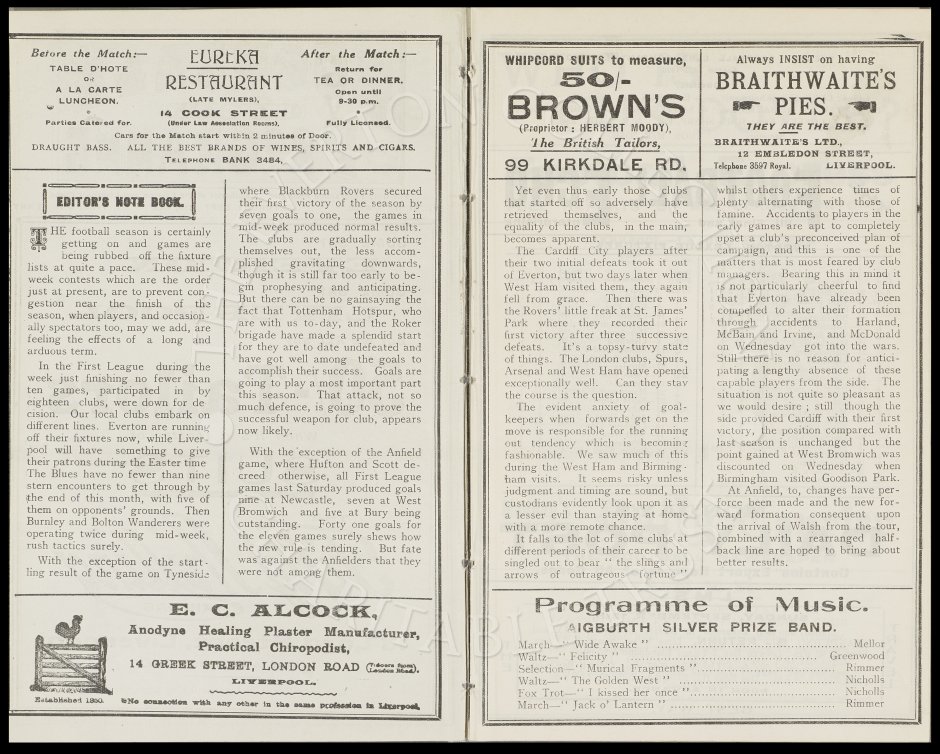 Before the Match:—
TABLE D'HOTE
OR
A LA CARTE
LUNCHEON.
Parties Catered for.
EUREKA
RESTAURANT
(LATE MYLERS),
14 COOK STREET
(Under Law Association Rooms).
After the Match:—
Return for
TEA OR DINNER.
Open until
9-30 p.m.
Fully Licensed.
Cars for the Match start within 2 minutes of Door.
DRAUGHT BASS. ALL THE BEST BRANDS OF WINES, SPIRITS AND CIGARS.
TELEPHONE BANK 3484.
EDITOR'S NOTE BOOK.
THE football season is certainly
getting on and games are
being rubbed off the fixture
lists at quite a pace. These mid-
week contests which are the order
just at present, are to prevent con-
gestion near the finish of the
season, when players, and occasion-
ally spectators too, may we add, are
feeling the effects of a long and
arduous term.
In the First League during the
week just finishing no fewer than
ten games, participated in by
eighteen clubs, were down for de-
cision. Our local clubs embark on
different lines. Everton are running
off their fixtures now, while Liver-
pool will have something to give
their patrons during the Easter time
The Blues have no fewer than nine
stern encounters to get through by
the end of this month, with five of
them on opponents' grounds. Then
Burnley and Bolton Wanderers were
operating twice during mid-week,
rush tactics surely.
With the exception of the start-
ling result of the game on Tyneside
where Blackburn Rovers secured
their first victory of the season by
seven goals to one, the games in
mid-week produced normal results.
The clubs are gradually sorting
themselves out, the less accom-
plished gravitating downwards,
though it is still far too early to be-
gin prophesying and anticipating.
But there can be no gainsaying the
fact that Tottenham Hotspur, who
are with us to-day, and the Roker
brigade have made a splendid start
for they are to date undefeated and
have got well among the goals to
accomplish their success. Goals are
going to play a most important part
this season. That attack, not so
much defence, is going to prove the
successful weapon for club, appears
now likely.
With the exception of the Anfield
game, where Hufton and Scott de-
creed otherwise, all First League
games last Saturday produced goals
nine at Newcastle, seven at West
Bromwich and five at Bury being
outstanding. Forty one goals for
the eleven games surely shews how
the new rule is tending. But fate
was against the Anfielders that they
were not among them.
E. C. ALCOCK,
Anodyne Healing Plaster Manufacturer,
Practical Chiropodist,
14 GREEK STREET, LONDON ROAD (7 doors from London Road).
LIVERPOOL.
Established 1850. No connection with any other in the same profession in Liverpool.
WHIPCORD SUITS to measure,
50/-
BROWN'S
(Proprietor: HERBERT MOODY),
The British Tailors,
99 KIRKDALE RD.
Always INSIST on having
BRAITHWAITE'S
PIES.
THEY ARE THE BEST.
BRAITHWAITE'S LTD.,
12 EMBLEDON STREET,
Telephone 3597 Royal. LIVERPOOL.
Yet even thus early those clubs
that started off so adversely have
retrieved themselves, and the
equality of the clubs, in the main,
becomes apparent.
The Cardiff City players after
their two initial defeats took it out
of Everton, but two days later when
West Ham visited them, they again
fell from grace. Then there was
the Rovers' little freak at St. James'
Park where they recorded their
first victory after three successive
defeats. It's a topsy-turvy state
of things. The London clubs, Spurs,
Arsenal and West Ham have opened
exceptionally well. Can they stay
the course is the question.
The evident anxiety of goal-
keepers when forwards get on the
move is responsible for the running
out tendency which is becoming
fashionable. We saw much of this
during the West Ham and Birming-
ham visits. It seems risky unless
judgment and timing are sound, but
custodians evidently look upon it as
a lesser evil than staying at home
with a more remote chance.
It falls to the lot of some clubs at
different periods of their career to be
singled out to bear " the slings and
arrows of outrageous fortune "
whilst others experience times of
plenty alternating with those of
famine. Accidents to players in the
early games are apt to completely
upset a club's preconceived plan of
campaign, and this is one of the
matters that is most feared by club
managers. Bearing this in mind it
is not particularly cheerful to find
that Everton have already been
compelled to alter their formation
through accidents to Harland,
McBain and Irvine, and McDonald
on Wednesday got into the wars.
Still there is no reason for antici-
pating a lengthy absence of these
capable players from the side. The
situation is not quite so pleasant as
we would desire ; still though the
side provided Cardiff with their first
victory, the position compared with
last season is unchanged but the
point gained at West Bromwich was
discounted on Wednesday when
Birmingham visited Goodison Park.
At Anfield, to, changes have per-
force been made and the new for-
ward formation consequent upon
the arrival of Walsh from the tour,
combined with a rearranged half-
back line are hoped to bring about
better results.
Programme of Music.
AIGBURTH SILVER PRIZE BAND.
March—" Wide Awake " Mellor
Waltz—" Felicity " Greenwood
Selection—" Murical Fragments " Rimmer
Waltz—" The Golden West " Nicholls
Fox Trot—" I kissed her once " Nicholls
March—" Jack o' Lantern " Rimmer